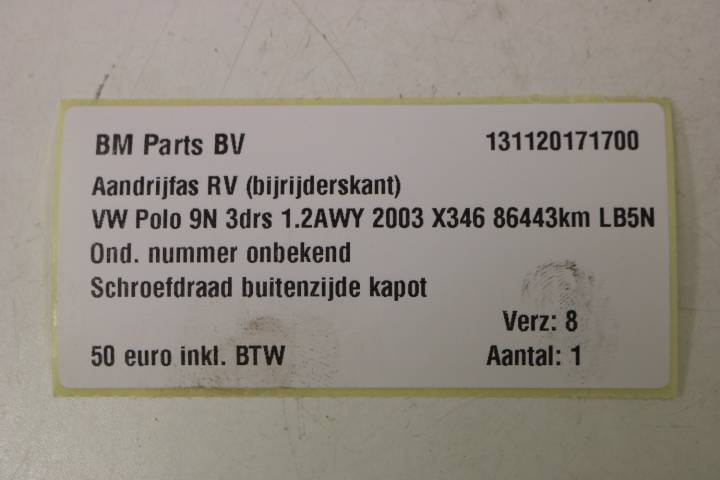 BM Parts BV 131120171700
Aandrijfas RV (bijrijderskant)
VW Polo 9N 3drs 1.2AWY 2003 X346 86443km LB5N
Ond. nummer onbekend
Schroefdraad buitenzijde kapot
Verz: 8
50 euro inkl. BTW Aantal: 1